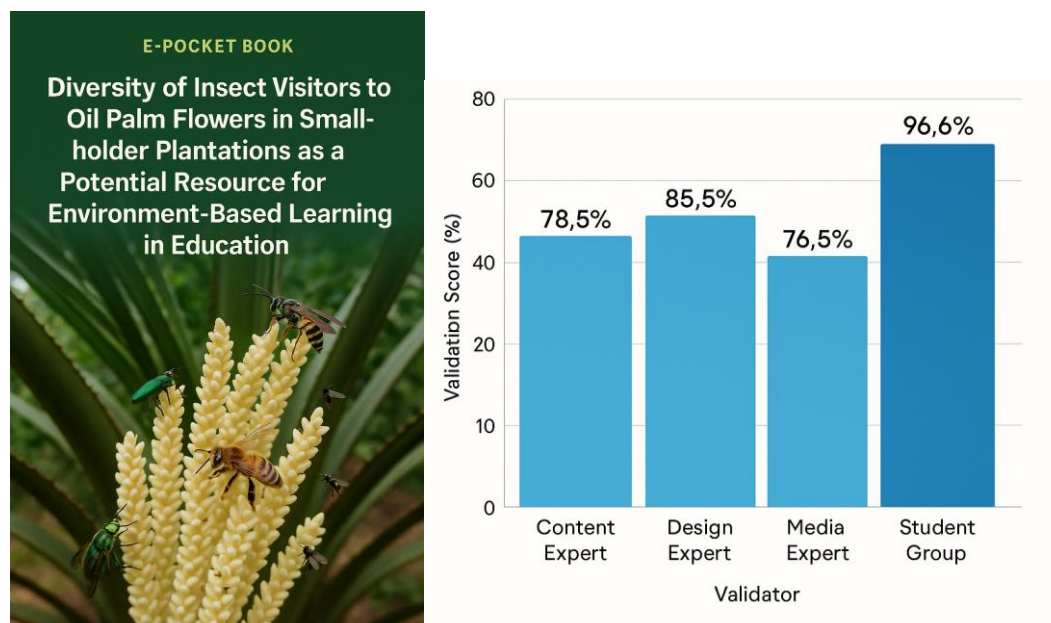 E-POCKET BOOK
Diversity of Insect Visitors to
Oil Palm Flowers in Small-
holder Plantations as a
Potential Resource for
Environment-Based Learning
in Education
Validation Score (%)
80
60
40
20
10
0
78,5%
85,5%
76,5%
96,6%
Content
Expert
Design
Expert
Media
Expert
Student
Group
Validator